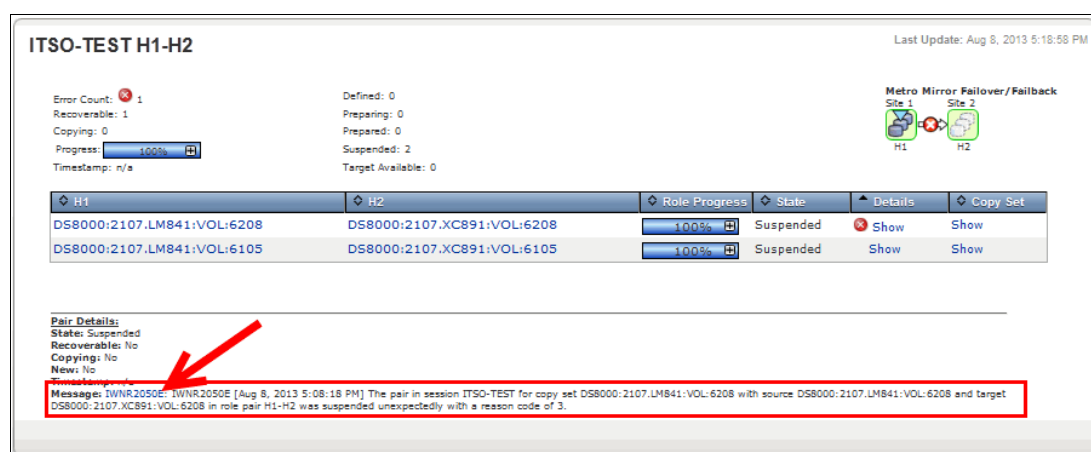 ITSO-TEST H1-H2
Last Update: Aug 8, 2013 5:18:58 PM
Error Count: 1
Recoverable: 1
Copying: 0
Progress: 100%
Timestamp: n/a
Defined: 0
Preparing: 0
Prepared: 0
Suspended: 2
Target Available: 0
Metro Mirror Failover/Failback
Site 1 Site 2
H1 H2
H1 H2 Role Progress State Details Copy Set
DS8000:2107.LM841:VOL:6208 DS8000:2107.XC891:VOL:6208 100% Suspended Show Show
DS8000:2107.LM841:VOL:6105 DS8000:2107.XC891:VOL:6105 100% Suspended Show Show
Pair Details:
State: Suspended
Recoverable: No
Copying: No
New: No
Timestamp: n/a
Message: IWNR2050E: IWNR2050E [Aug 8, 2013 5:08:18 PM] The pair in session ITSO-TEST for copy set DS8000:2107.LM841:VOL:6208 with source DS8000:2107.LM841:VOL:6208 and target
DS8000:2107.XC891:VOL:6208 in role pair H1-H2 was suspended unexpectedly with a reason code of 3.